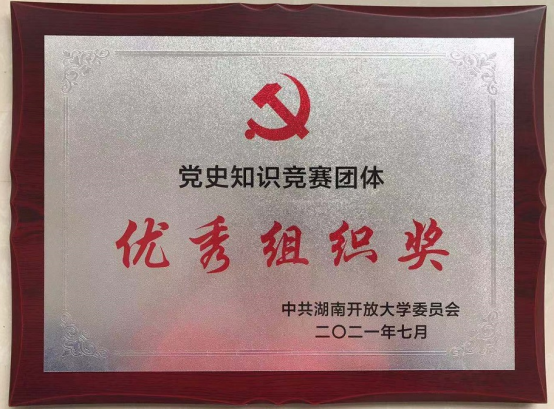 党史知识竞赛团体
优秀组织奖
中共湖南开放大学委员会
二〇二一年七月